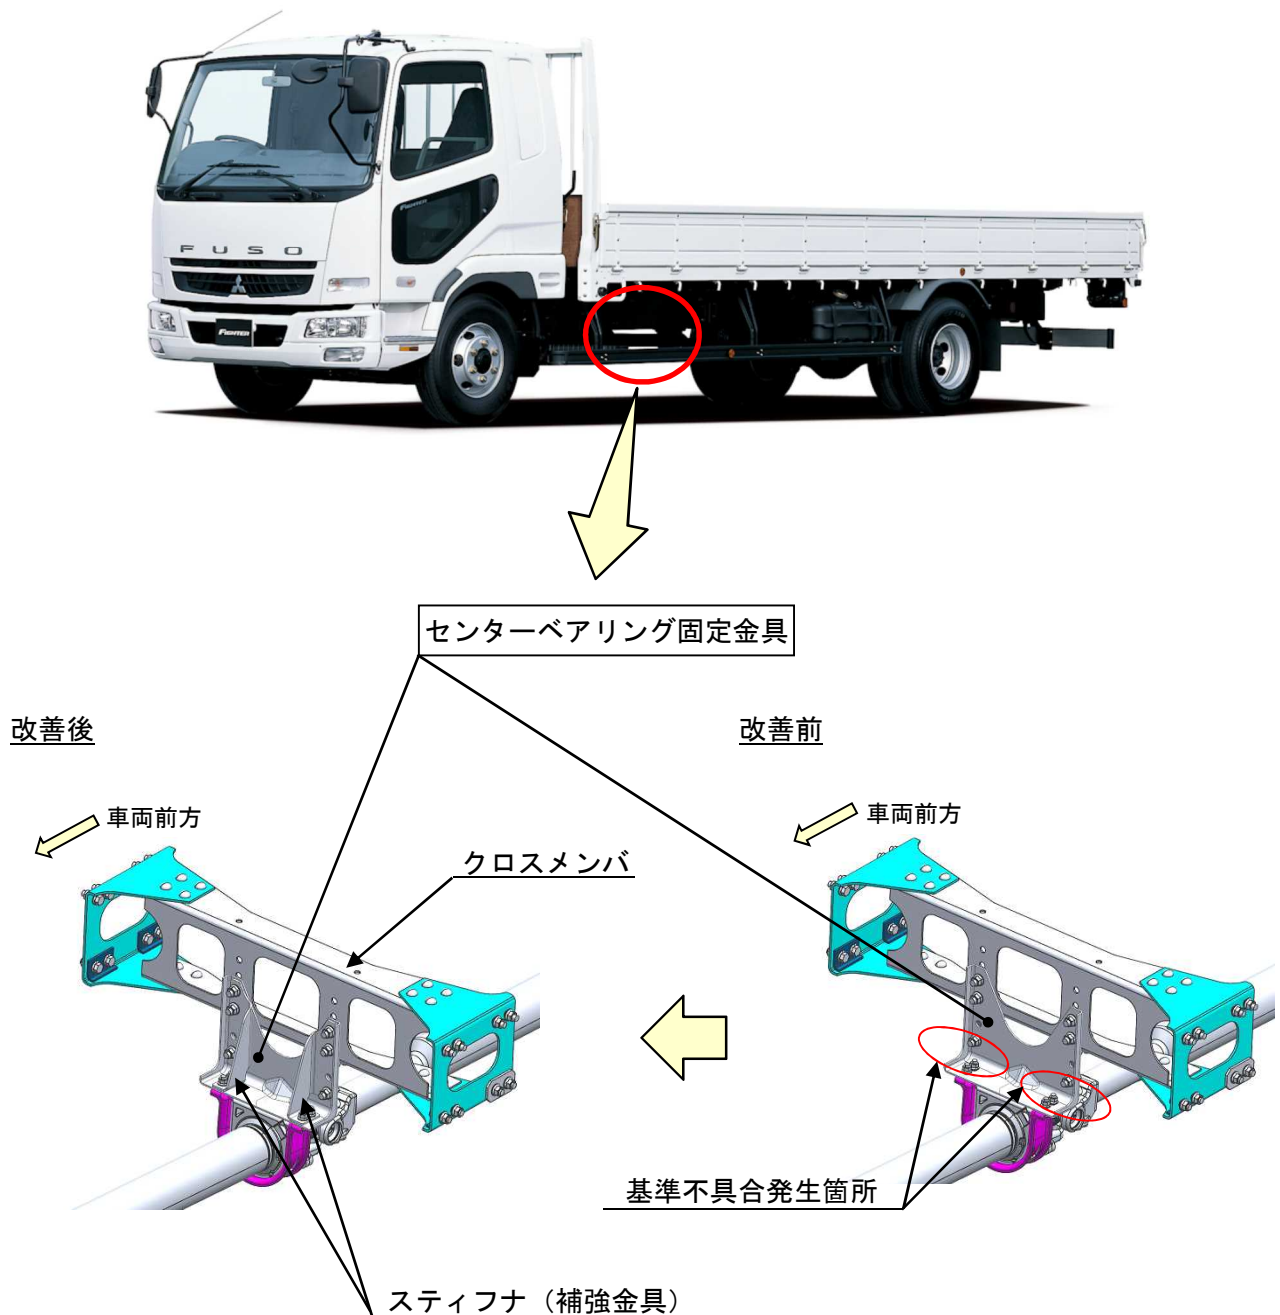 FUSO
FIGHTER
FIGHTER
センターベアリング固定金具
改善後
改善前
車両前方
車両前方
クロスメンバ
基準不具合発生箇所
スティフナ（補強金具）